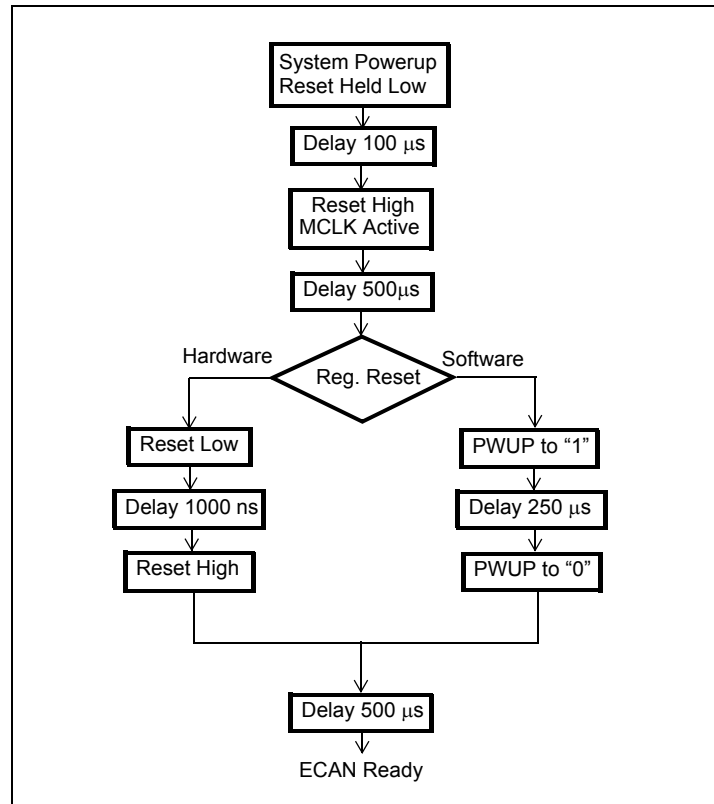 System Powerup
Reset Held Low
Delay 100 μs
Reset High
MCLK Active
Delay 500μs
Hardware
Software
Reg. Reset
Reset Low
Delay 1000 ns
Reset High
PWUP to “1”
Delay 250 μs
PWUP to “0”
Delay 500 μs
ECAN Ready